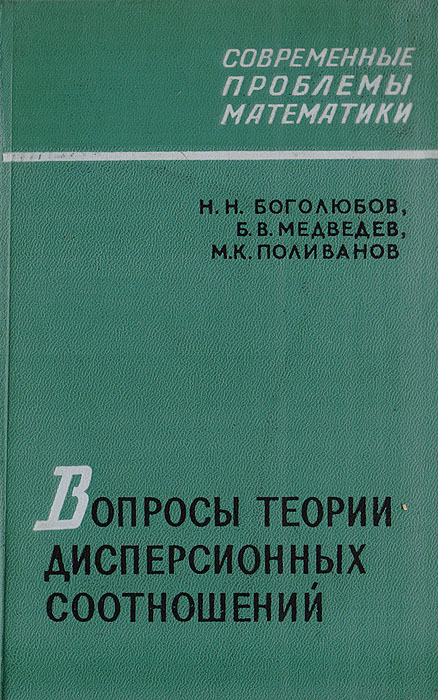 СОВРЕМЕННЫЕ
ПРОБЛЕМЫ
МАТЕМАТИКИ
Н. Н. БОГОЛЮБОВ,
Б. В. МЕДВЕДЕВ,
М. К. ПОЛИВАНОВ
ВОПРОСЫ ТЕОРИИ
ДИСПЕРСИОННЫХ
СООТНОШЕНИЙ